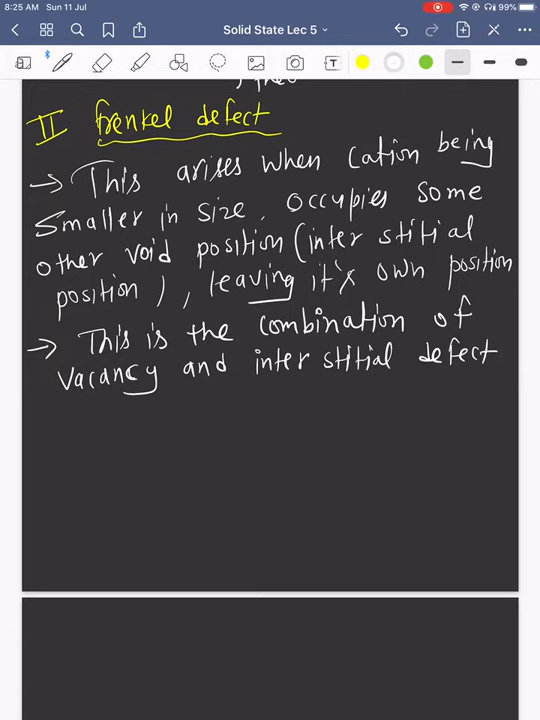 8:25 AM Sun 11 Jul
99%
Solid State Lec 5
II Frenkel defect
→ This arises when cation being
smaller in size, occupies some
other void position (inter stitial
position), leaving it's own position
→ This is the combination of
vacancy and inter stitial defect